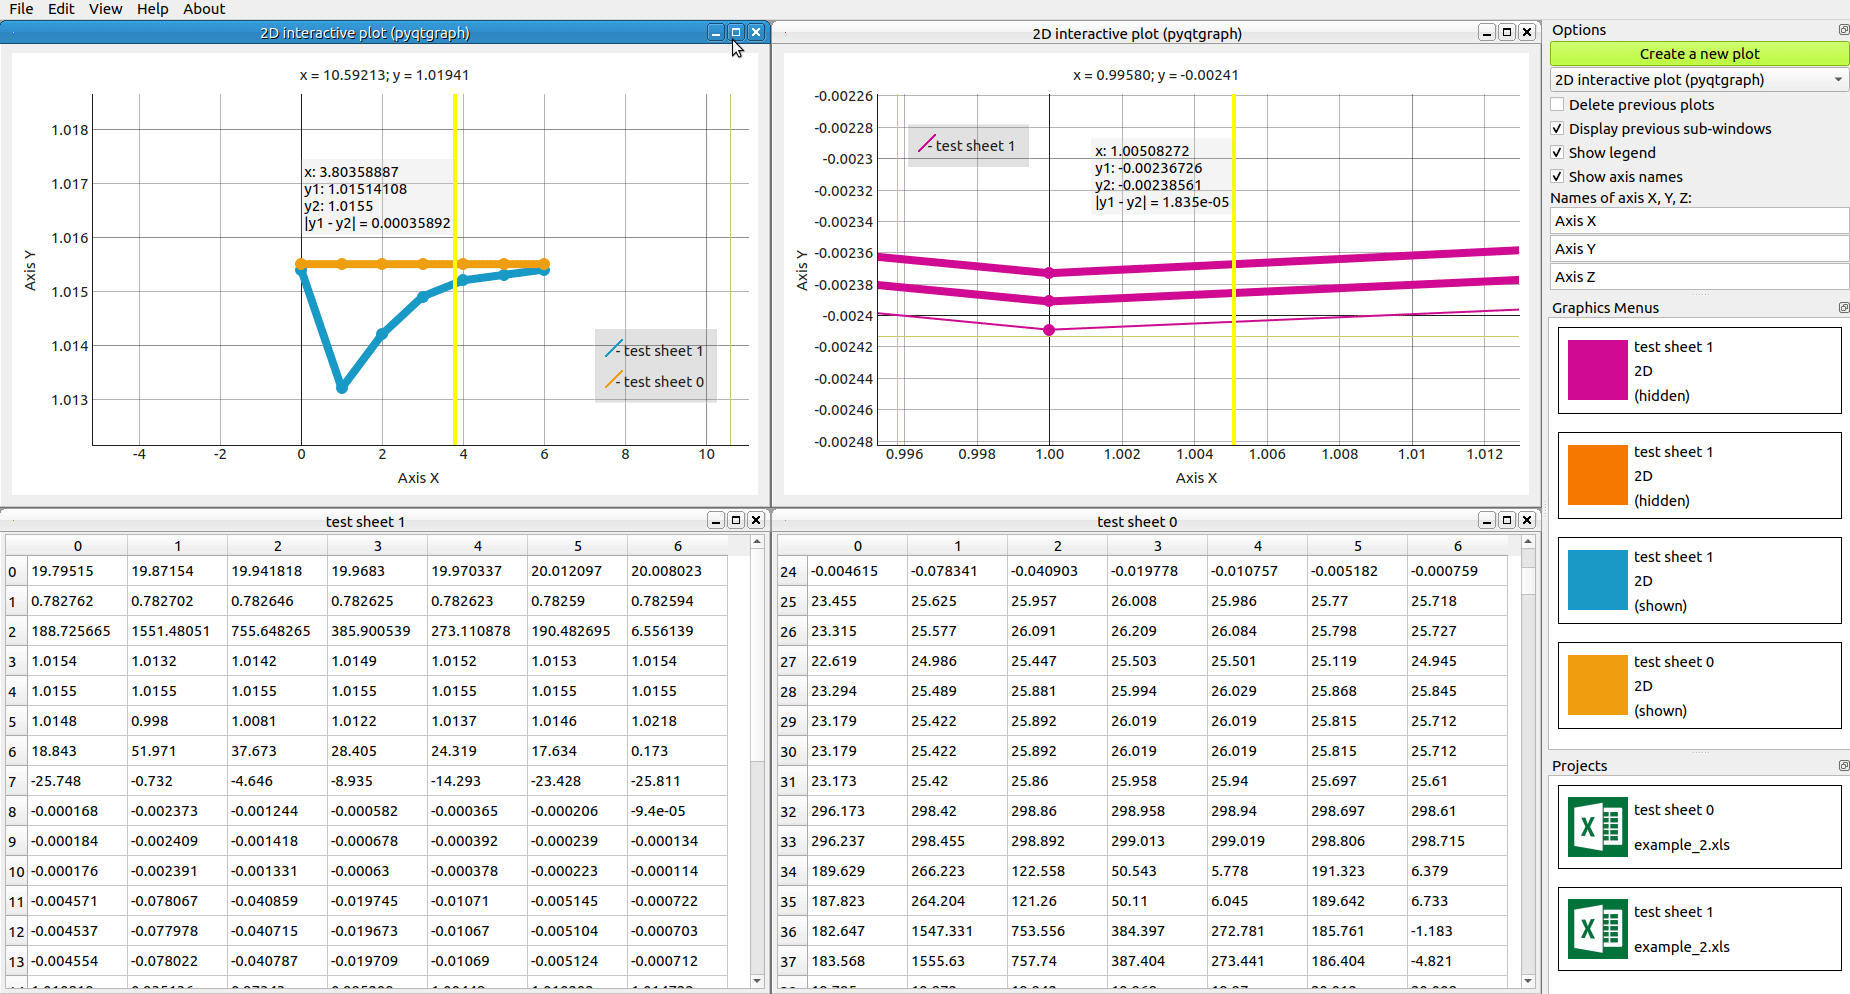 File Edit View Help About
2D interactive plot (pyqtgraph)
x = 10.59213; y = 1.01941
1.018
1.017
1.016
1.015
1.014
1.013
Axis Y
x: 3.80358887
y1: 1.01514108
y2: 1.0155
|y1 - y2| = 0.00035892
- test sheet 1
- test sheet 0
-4 -2 0 2 4 6 8 10
Axis X
2D interactive plot (pyqtgraph)
x = 0.99580; y = -0.00241
-0.00226
-0.00228
-0.0023
-0.00232
-0.00234
-0.00236
-0.00238
-0.0024
-0.00242
-0.00244
-0.00246
-0.00248
Axis Y
- test sheet 1
x: 1.00508272
y1: -0.00236726
y2: -0.00238561
|y1 - y2| = 1.835e-05
0.996 0.998 1.00 1.002 1.004 1.006 1.008 1.01 1.012
Axis X
test sheet 1
0 1 2 3 4 5 6
0 19.79515 19.87154 19.941818 19.9683 19.970337 20.012097 20.008023
1 0.782762 0.782702 0.782646 0.782625 0.782623 0.78259 0.782594
2 188.725665 1551.48051 755.648265 385.900539 273.110878 190.482695 6.556139
3 1.0154 1.0132 1.0142 1.0149 1.0152 1.0153 1.0154
4 1.0155 1.0155 1.0155 1.0155 1.0155 1.0155 1.0155
5 1.0148 0.998 1.0081 1.0122 1.0137 1.0146 1.0218
6 18.843 51.971 37.673 28.405 24.319 17.634 0.173
7 -25.748 -0.732 -4.646 -8.935 -14.293 -23.428 -25.811
8 -0.000168 -0.002373 -0.001244 -0.000582 -0.000365 -0.000206 -9.4e-05
9 -0.000184 -0.002409 -0.001418 -0.000678 -0.000392 -0.000239 -0.000134
10 -0.000176 -0.002391 -0.001331 -0.00063 -0.000378 -0.000223 -0.000114
11 -0.004571 -0.078067 -0.040859 -0.019745 -0.01071 -0.005145 -0.000722
12 -0.004537 -0.077978 -0.040715 -0.019673 -0.01067 -0.005104 -0.000703
13 -0.004554 -0.078022 -0.040787 -0.019709 -0.01069 -0.005124 -0.000712
test sheet 0
0 1 2 3 4 5 6
24 -0.004615 -0.078341 -0.040903 -0.019778 -0.010757 -0.005182 -0.000759
25 23.455 25.625 25.957 26.008 25.986 25.77 25.718
26 23.315 25.577 26.091 26.209 26.084 25.798 25.727
27 22.619 24.986 25.447 25.503 25.501 25.119 24.945
28 23.294 25.489 25.881 25.994 26.029 25.868 25.845
29 23.179 25.422 25.892 26.019 26.019 25.815 25.712
30 23.179 25.422 25.892 26.019 26.019 25.815 25.712
31 23.173 25.42 25.86 25.958 25.94 25.697 25.61
32 296.173 298.42 298.86 298.958 298.94 298.697 298.61
33 296.237 298.455 298.892 299.013 299.019 298.806 298.715
34 189.629 266.223 122.558 50.543 5.778 191.323 6.379
35 187.823 264.204 121.26 50.11 6.045 189.642 6.733
36 182.647 1547.331 753.556 384.397 272.781 185.761 -1.183
37 183.568 1555.63 757.74 387.404 273.441 186.404 -4.821
Options
Create a new plot
2D interactive plot (pyqtgraph)
Delete previous plots
Display previous sub-windows
Show legend
Show axis names
Names of axis X, Y, Z:
Axis X
Axis Y
Axis Z
Graphics Menus
test sheet 1
2D
(hidden)
test sheet 1
2D
(hidden)
test sheet 1
2D
(shown)
test sheet 0
2D
(shown)
Projects
X
test sheet 0
example_2.xls
X
test sheet 1
example_2.xls